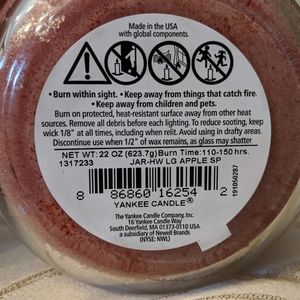 Made in the USA
with global components.
• Burn within sight. • Keep away from things that catch fire.
• Keep away from children and pets.
Burn on protected, heat-resistant surface away from other heat
sources. Remove all debris before each lighting. To reduce sooting, keep
wick 1/8" at all times, including when relit. Avoid using in drafty areas
Discontinue use when 1/2" of wax remains, as glass may shatter
NET WT: 22 OZ (623.7g) Burn Time: 110-150 hrs.
1317233 JAR-HW LG APPLE SP
8 86860 16254 2
191050287
YANKEE CANDLE®
The Yankee Candle Company, Inc.
16 Yankee Candle Way
South Deerfield, MA 01373-0110 USA
a subsidiary of Newell Brands
(NYSE: NWL)